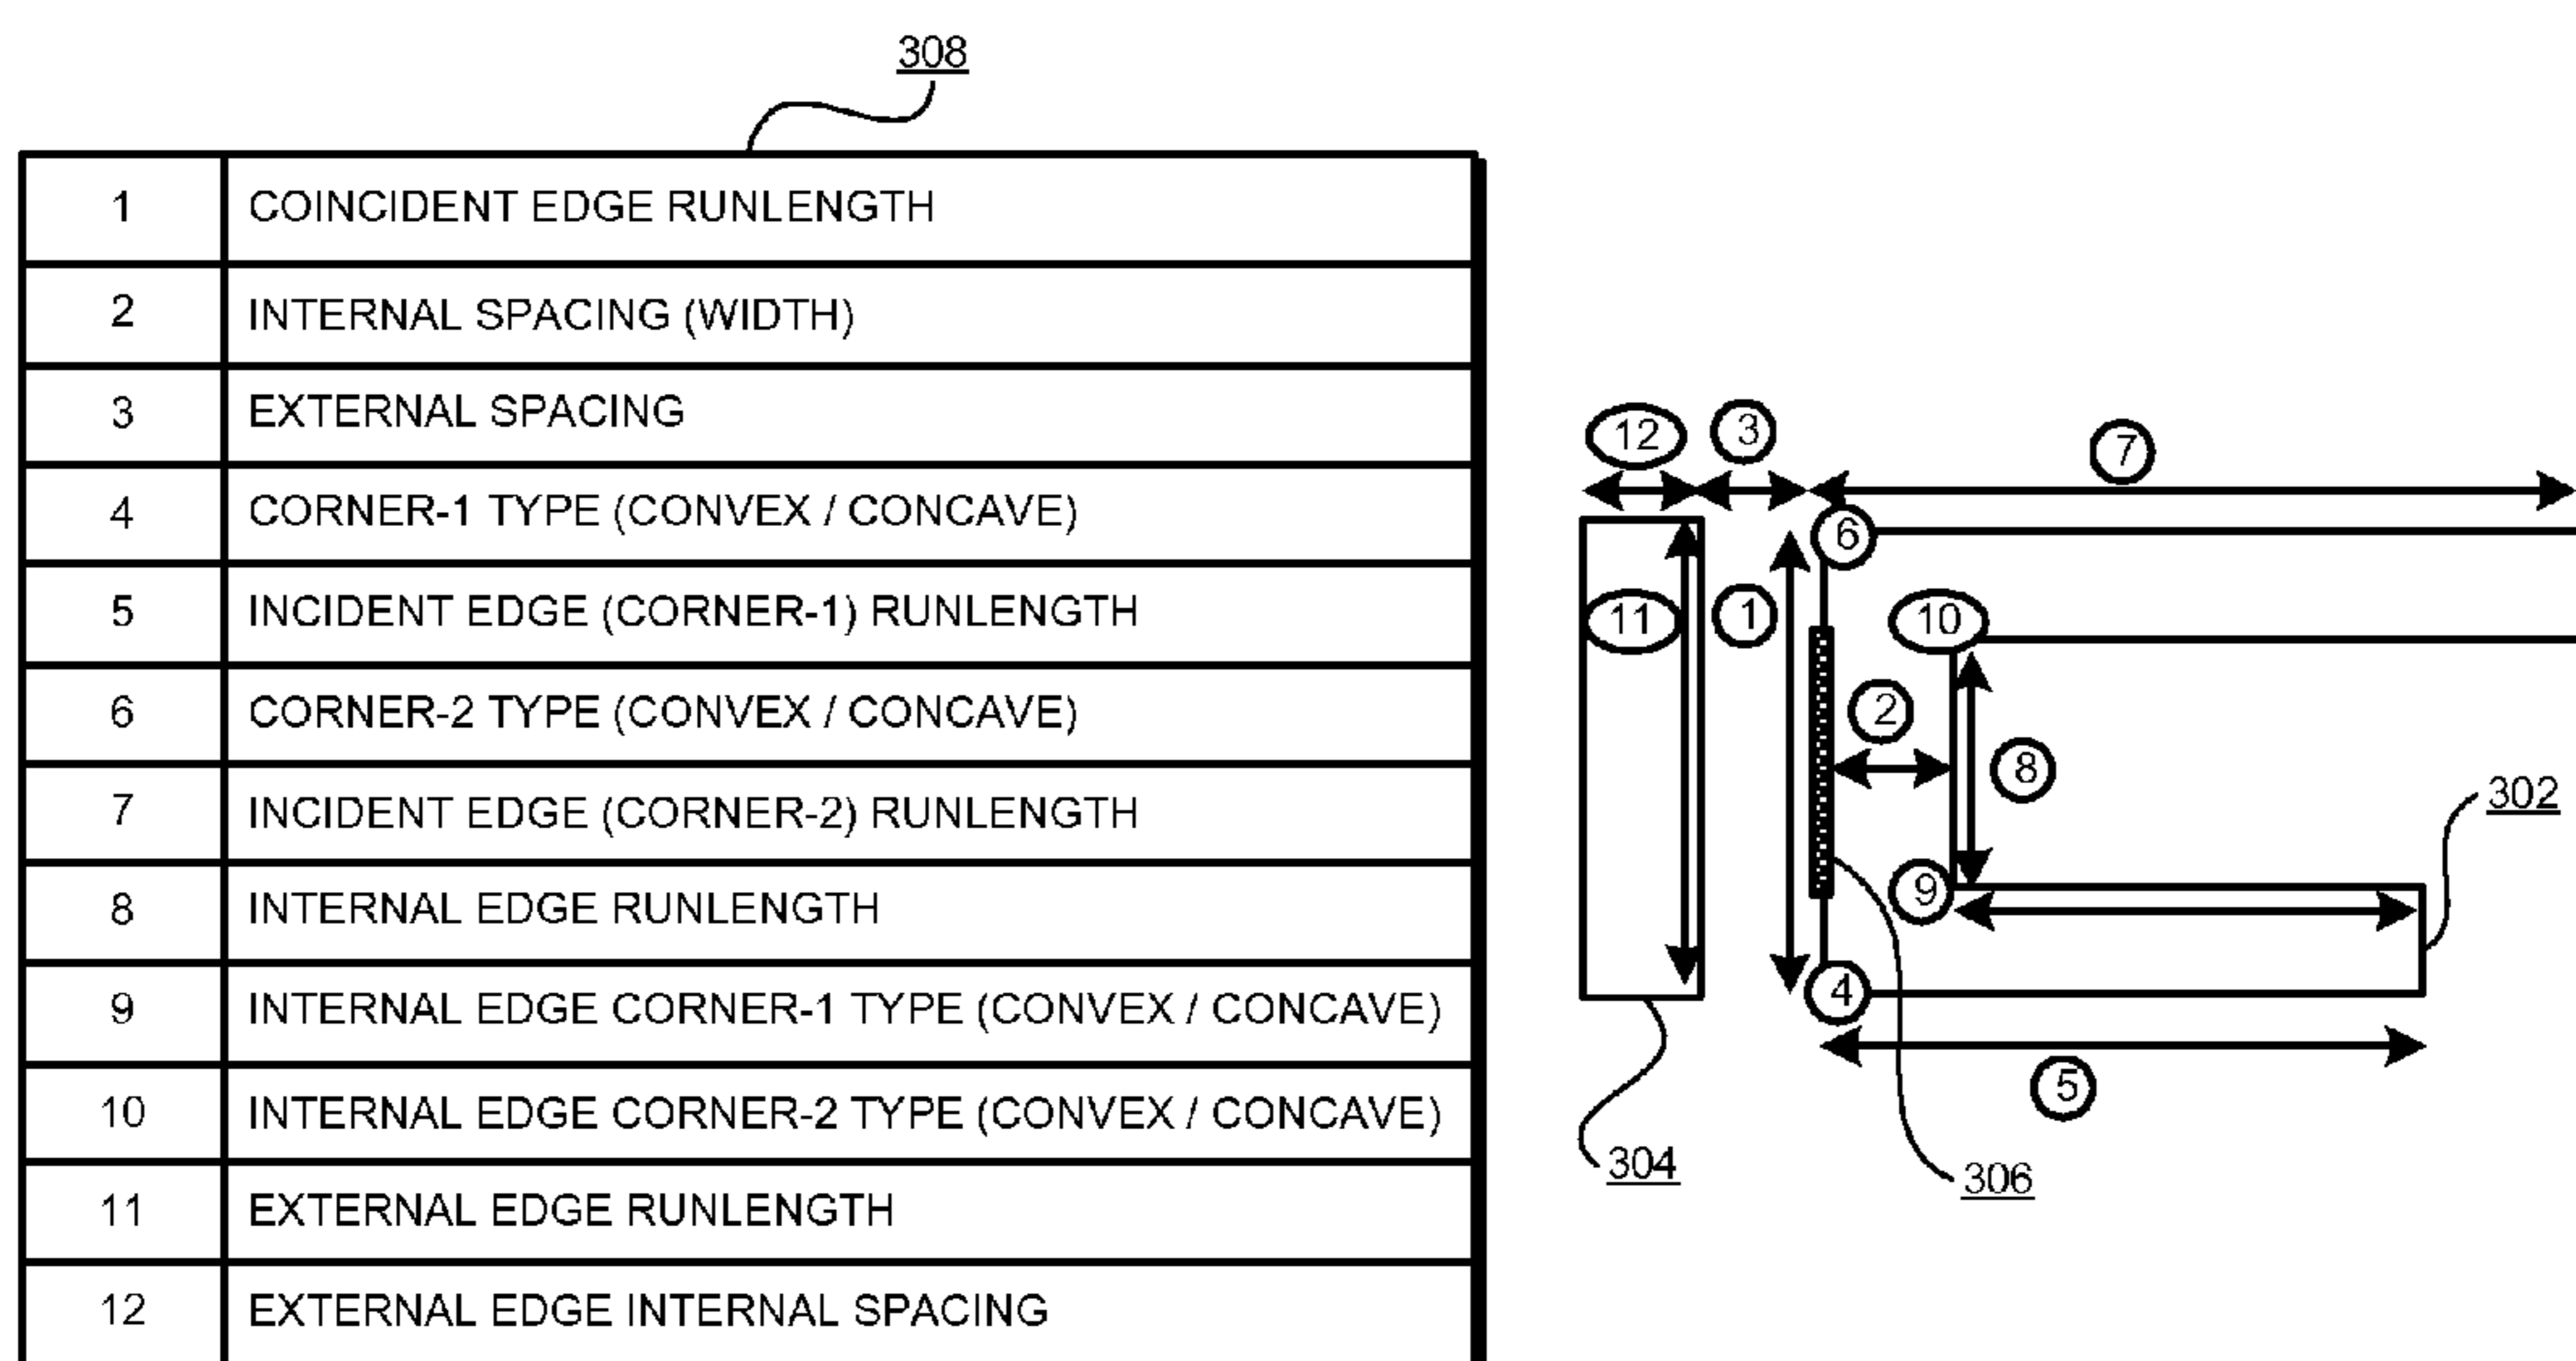 308
1 COINCIDENT EDGE RUNLENGTH
2 INTERNAL SPACING (WIDTH)
3 EXTERNAL SPACING
4 CORNER-1 TYPE (CONVEX / CONCAVE)
5 INCIDENT EDGE (CORNER-1) RUNLENGTH
6 CORNER-2 TYPE (CONVEX / CONCAVE)
7 INCIDENT EDGE (CORNER-2) RUNLENGTH
8 INTERNAL EDGE RUNLENGTH
9 INTERNAL EDGE CORNER-1 TYPE (CONVEX / CONCAVE)
10 INTERNAL EDGE CORNER-2 TYPE (CONVEX / CONCAVE)
11 EXTERNAL EDGE RUNLENGTH
12 EXTERNAL EDGE INTERNAL SPACING
12 3 7
6
11 1 10
2
8
302
9
4
5
304
306